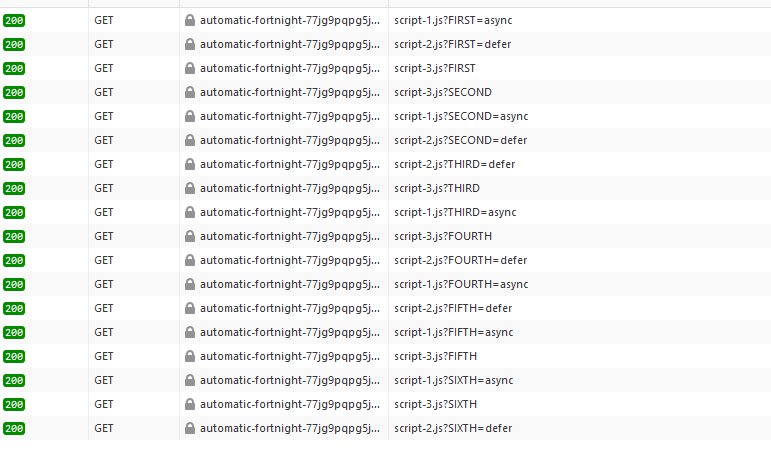 200 GET automatic-fortnight-77jg9pqpg5j... script-1.js?FIRST=async
200 GET automatic-fortnight-77jg9pqpg5j... script-2.js?FIRST=defer
200 GET automatic-fortnight-77jg9pqpg5j... script-3.js?FIRST
200 GET automatic-fortnight-77jg9pqpg5j... script-3.js?SECOND
200 GET automatic-fortnight-77jg9pqpg5j... script-1.js?SECOND=async
200 GET automatic-fortnight-77jg9pqpg5j... script-2.js?SECOND=defer
200 GET automatic-fortnight-77jg9pqpg5j... script-2.js?THIRD=defer
200 GET automatic-fortnight-77jg9pqpg5j... script-3.js?THIRD
200 GET automatic-fortnight-77jg9pqpg5j... script-1.js?THIRD=async
200 GET automatic-fortnight-77jg9pqpg5j... script-3.js?FOURTH
200 GET automatic-fortnight-77jg9pqpg5j... script-2.js?FOURTH=defer
200 GET automatic-fortnight-77jg9pqpg5j... script-1.js?FOURTH=async
200 GET automatic-fortnight-77jg9pqpg5j... script-2.js?FIFTH=defer
200 GET automatic-fortnight-77jg9pqpg5j... script-1.js?FIFTH=async
200 GET automatic-fortnight-77jg9pqpg5j... script-3.js?FIFTH
200 GET automatic-fortnight-77jg9pqpg5j... script-1.js?SIXTH=async
200 GET automatic-fortnight-77jg9pqpg5j... script-3.js?SIXTH
200 GET automatic-fortnight-77jg9pqpg5j... script-2.js?SIXTH=defer